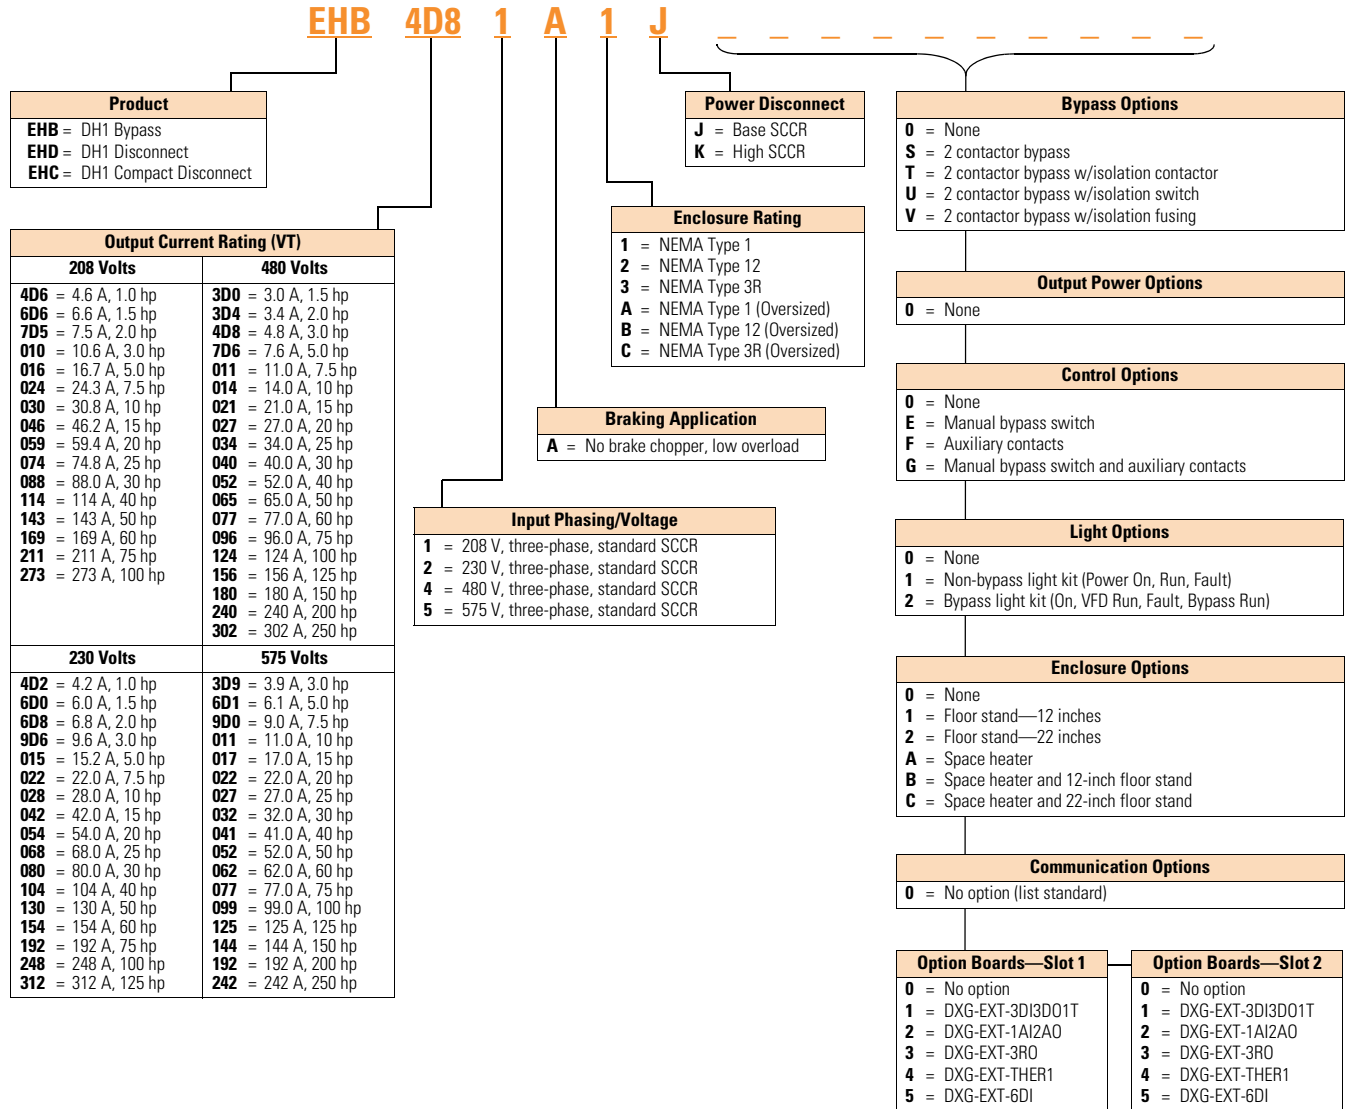 EHB 4D8 1 A 1 J _ _ _ _ _ _ _ _ _ _
Product
EHB = DH1 Bypass
EHD = DH1 Disconnect
EHC = DH1 Compact Disconnect
Output Current Rating (VT)
208 Volts
4D6 = 4.6 A, 1.0 hp
6D6 = 6.6 A, 1.5 hp
7D5 = 7.5 A, 2.0 hp
010 = 10.6 A, 3.0 hp
016 = 16.7 A, 5.0 hp
024 = 24.3 A, 7.5 hp
030 = 30.8 A, 10 hp
046 = 46.2 A, 15 hp
059 = 59.4 A, 20 hp
074 = 74.8 A, 25 hp
088 = 88.0 A, 30 hp
114 = 114 A, 40 hp
143 = 143 A, 50 hp
169 = 169 A, 60 hp
211 = 211 A, 75 hp
273 = 273 A, 100 hp
480 Volts
3D0 = 3.0 A, 1.5 hp
3D4 = 3.4 A, 2.0 hp
4D8 = 4.8 A, 3.0 hp
7D6 = 7.6 A, 5.0 hp
011 = 11.0 A, 7.5 hp
014 = 14.0 A, 10 hp
021 = 21.0 A, 15 hp
027 = 27.0 A, 20 hp
034 = 34.0 A, 25 hp
040 = 40.0 A, 30 hp
052 = 52.0 A, 40 hp
065 = 65.0 A, 50 hp
077 = 77.0 A, 60 hp
096 = 96.0 A, 75 hp
124 = 124 A, 100 hp
156 = 156 A, 125 hp
180 = 180 A, 150 hp
240 = 240 A, 200 hp
302 = 302 A, 250 hp
230 Volts
4D2 = 4.2 A, 1.0 hp
6D0 = 6.0 A, 1.5 hp
6D8 = 6.8 A, 2.0 hp
9D6 = 9.6 A, 3.0 hp
015 = 15.2 A, 5.0 hp
022 = 22.0 A, 7.5 hp
028 = 28.0 A, 10 hp
042 = 42.0 A, 15 hp
054 = 54.0 A, 20 hp
068 = 68.0 A, 25 hp
080 = 80.0 A, 30 hp
104 = 104 A, 40 hp
130 = 130 A, 50 hp
154 = 154 A, 60 hp
192 = 192 A, 75 hp
248 = 248 A, 100 hp
312 = 312 A, 125 hp
575 Volts
3D9 = 3.9 A, 3.0 hp
6D1 = 6.1 A, 5.0 hp
9D0 = 9.0 A, 7.5 hp
011 = 11.0 A, 10 hp
017 = 17.0 A, 15 hp
022 = 22.0 A, 20 hp
027 = 27.0 A, 25 hp
032 = 32.0 A, 30 hp
041 = 41.0 A, 40 hp
052 = 52.0 A, 50 hp
062 = 62.0 A, 60 hp
077 = 77.0 A, 75 hp
099 = 99.0 A, 100 hp
125 = 125 A, 125 hp
144 = 144 A, 150 hp
192 = 192 A, 200 hp
242 = 242 A, 250 hp
Input Phasing/Voltage
1 = 208 V, three-phase, standard SCCR
2 = 230 V, three-phase, standard SCCR
4 = 480 V, three-phase, standard SCCR
5 = 575 V, three-phase, standard SCCR
Braking Application
A = No brake chopper, low overload
Enclosure Rating
1 = NEMA Type 1
2 = NEMA Type 12
3 = NEMA Type 3R
A = NEMA Type 1 (Oversized)
B = NEMA Type 12 (Oversized)
C = NEMA Type 3R (Oversized)
Power Disconnect
J = Base SCCR
K = High SCCR
Bypass Options
0 = None
S = 2 contactor bypass
T = 2 contactor bypass w/isolation contactor
U = 2 contactor bypass w/isolation switch
V = 2 contactor bypass w/isolation fusing
Output Power Options
0 = None
Control Options
0 = None
E = Manual bypass switch
F = Auxiliary contacts
G = Manual bypass switch and auxiliary contacts
Light Options
0 = None
1 = Non-bypass light kit (Power On, Run, Fault)
2 = Bypass light kit (On, VFD Run, Fault, Bypass Run)
Enclosure Options
0 = None
1 = Floor stand—12 inches
2 = Floor stand—22 inches
A = Space heater
B = Space heater and 12-inch floor stand
C = Space heater and 22-inch floor stand
Communication Options
0 = No option (list standard)
Option Boards—Slot 1
0 = No option
1 = DXG-EXT-3DI3DO1T
2 = DXG-EXT-1AI2AO
3 = DXG-EXT-3RO
4 = DXG-EXT-THER1
5 = DXG-EXT-6DI
Option Boards—Slot 2
0 = No option
1 = DXG-EXT-3DI3DO1T
2 = DXG-EXT-1AI2AO
3 = DXG-EXT-3RO
4 = DXG-EXT-THER1
5 = DXG-EXT-6DI